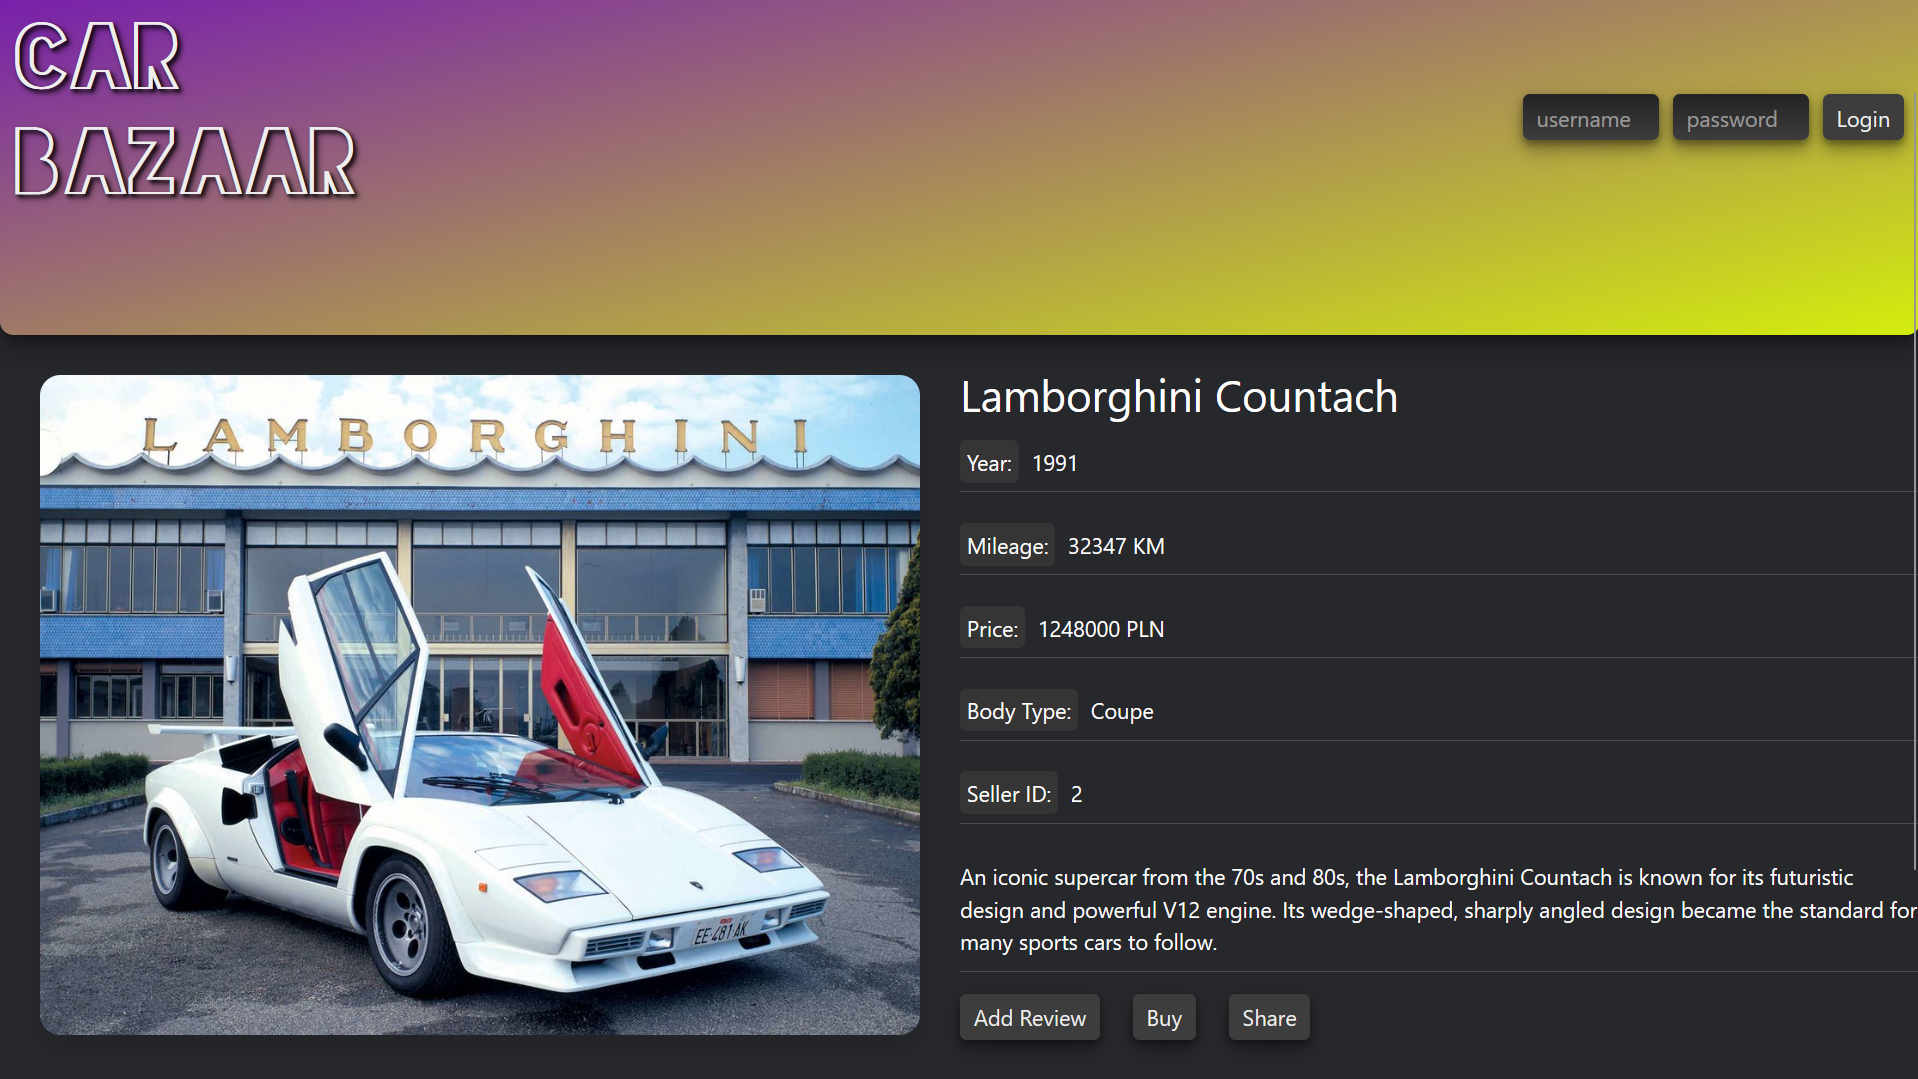 CAR
BAZAAR
username
password
Login
LAMBORGHINI
EE·481·AK
Lamborghini Countach
Year: 1991
Mileage: 32347 KM
Price: 1248000 PLN
Body Type: Coupe
Seller ID: 2
An iconic supercar from the 70s and 80s, the Lamborghini Countach is known for its futuristic
design and powerful V12 engine. Its wedge-shaped, sharply angled design became the standard for
many sports cars to follow.
Add Review
Buy
Share